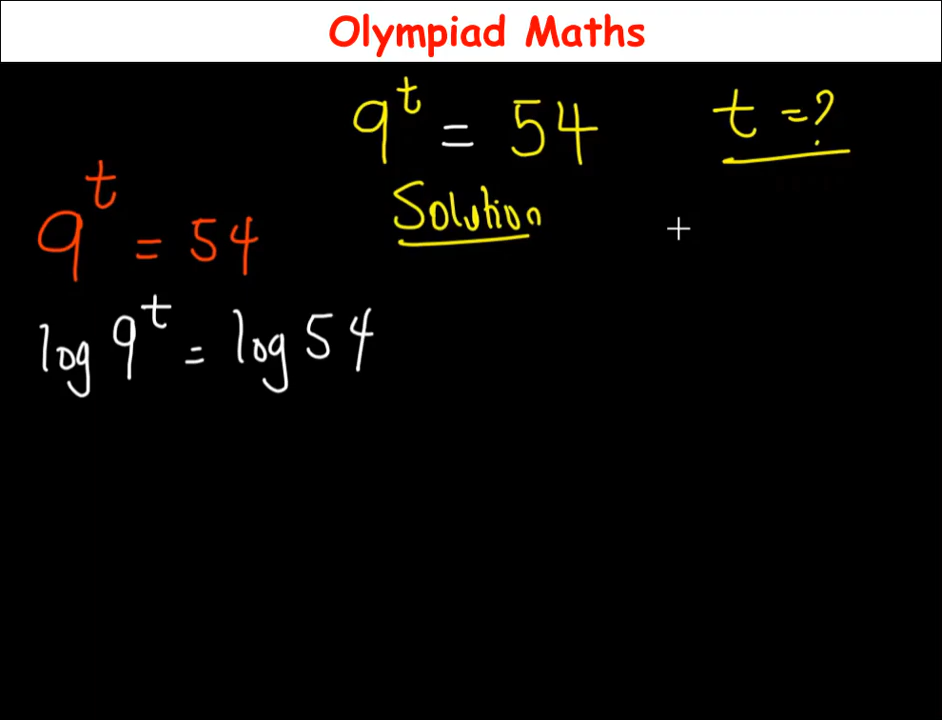 Olympiad Maths
9^t = 54 t = ?
Solution
9^t = 54
log 9^t = log 54